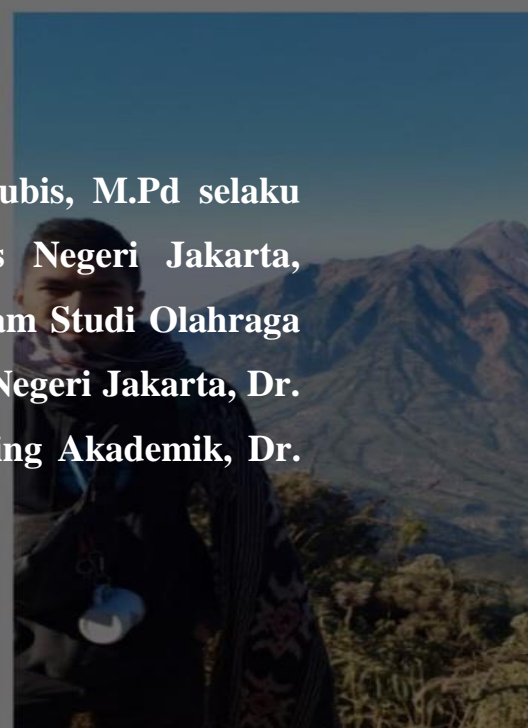 ubis, M.Pd selaku
s Negeri Jakarta,
am Studi Olahraga
Negeri Jakarta, Dr.
ing Akademik, Dr.